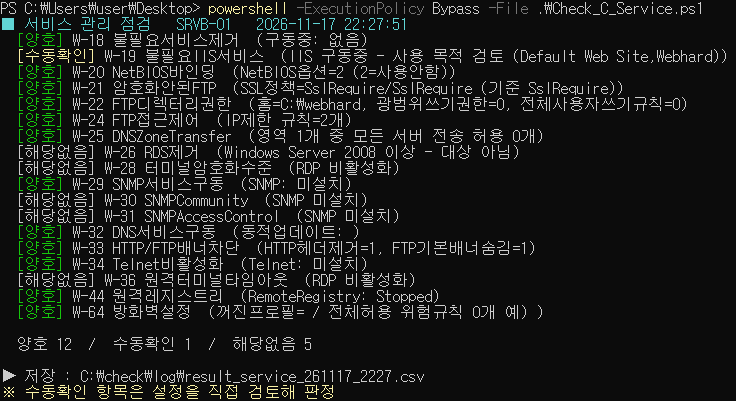 PS C:\Users\user\Desktop> powershell -ExecutionPolicy Bypass -File .\Check_C_Service.ps1
■ 서비스 관리 점검 SRVB-01 2026-11-17 22:27:51
[양호] W-18 불필요서비스제거 (구동중: 없음)
[수동확인] W-19 불필요IIS서비스 (IIS 구동중 - 사용 목적 검토 (Default Web Site,Webhard))
[양호] W-20 NetBIOS바인딩 (NetBIOS옵션=2 (2=사용안함))
[양호] W-21 암호화안된FTP (SSL정책=SslRequire/SslRequire (기준 SslRequire))
[양호] W-22 FTP디렉터리권한 (홈=C:\webhard, 광범위쓰기권한=0, 전체사용자쓰기규칙=0)
[양호] W-24 FTP접근제어 (IP제한 규칙=2개)
[양호] W-25 DNSZoneTransfer (영역 1개 중 모든 서버 전송 허용 0개)
[해당없음] W-26 RDS제거 (Windows Server 2008 이상 - 대상 아님)
[해당없음] W-28 터미널암호화수준 (RDP 비활성화)
[양호] W-29 SNMP서비스구동 (SNMP: 미설치)
[해당없음] W-30 SNMPCommunity (SNMP 미설치)
[해당없음] W-31 SNMPAccessControl (SNMP 미설치)
[양호] W-32 DNS서비스구동 (동적업데이트: )
[양호] W-33 HTTP/FTP배너차단 (HTTP헤더제거=1, FTP기본배너숨김=1)
[양호] W-34 Telnet비활성화 (Telnet: 미설치)
[해당없음] W-36 원격터미널타임아웃 (RDP 비활성화)
[양호] W-44 원격레지스트리 (RemoteRegistry: Stopped)
[양호] W-64 방화벽설정 (꺼진프로필= / 전체허용 위험규칙 0개 예) )
양호 12 / 수동확인 1 / 해당없음 5
▶ 저장 : C:\check\log\result_service_261117_2227.csv
※ 수동확인 항목은 설정을 직접 검토해 판정